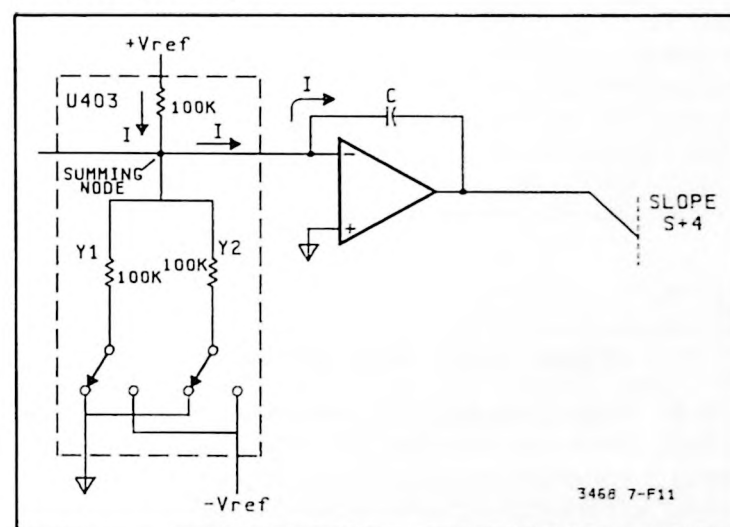 +Vref
U403
100K
I
I
I
C
SUMMING
NODE
−
+
SLOPE
S+4
Y1
100K
100K
Y2
-Vref
3468 7-F11